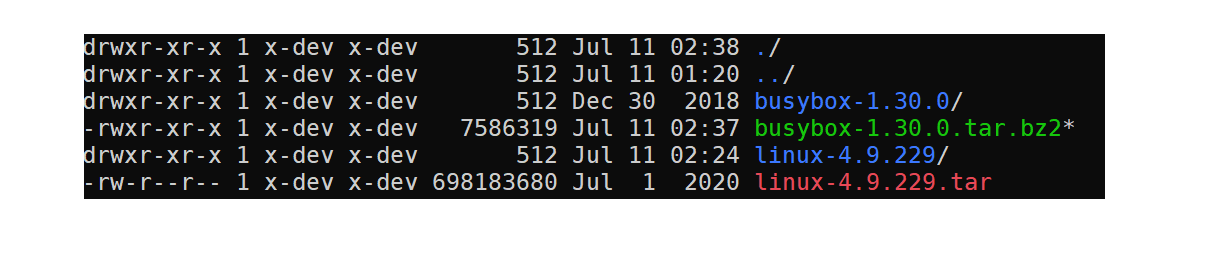 drwxr-xr-x 1 x-dev x-dev       512 Jul 11 02:38 ./
drwxr-xr-x 1 x-dev x-dev       512 Jul 11 01:20 ../
drwxr-xr-x 1 x-dev x-dev       512 Dec 30  2018 busybox-1.30.0/
-rwxr-xr-x 1 x-dev x-dev   7586319 Jul 11 02:37 busybox-1.30.0.tar.bz2*
drwxr-xr-x 1 x-dev x-dev       512 Jul 11 02:24 linux-4.9.229/
-rw-r--r-- 1 x-dev x-dev 698183680 Jul  1  2020 linux-4.9.229.tar